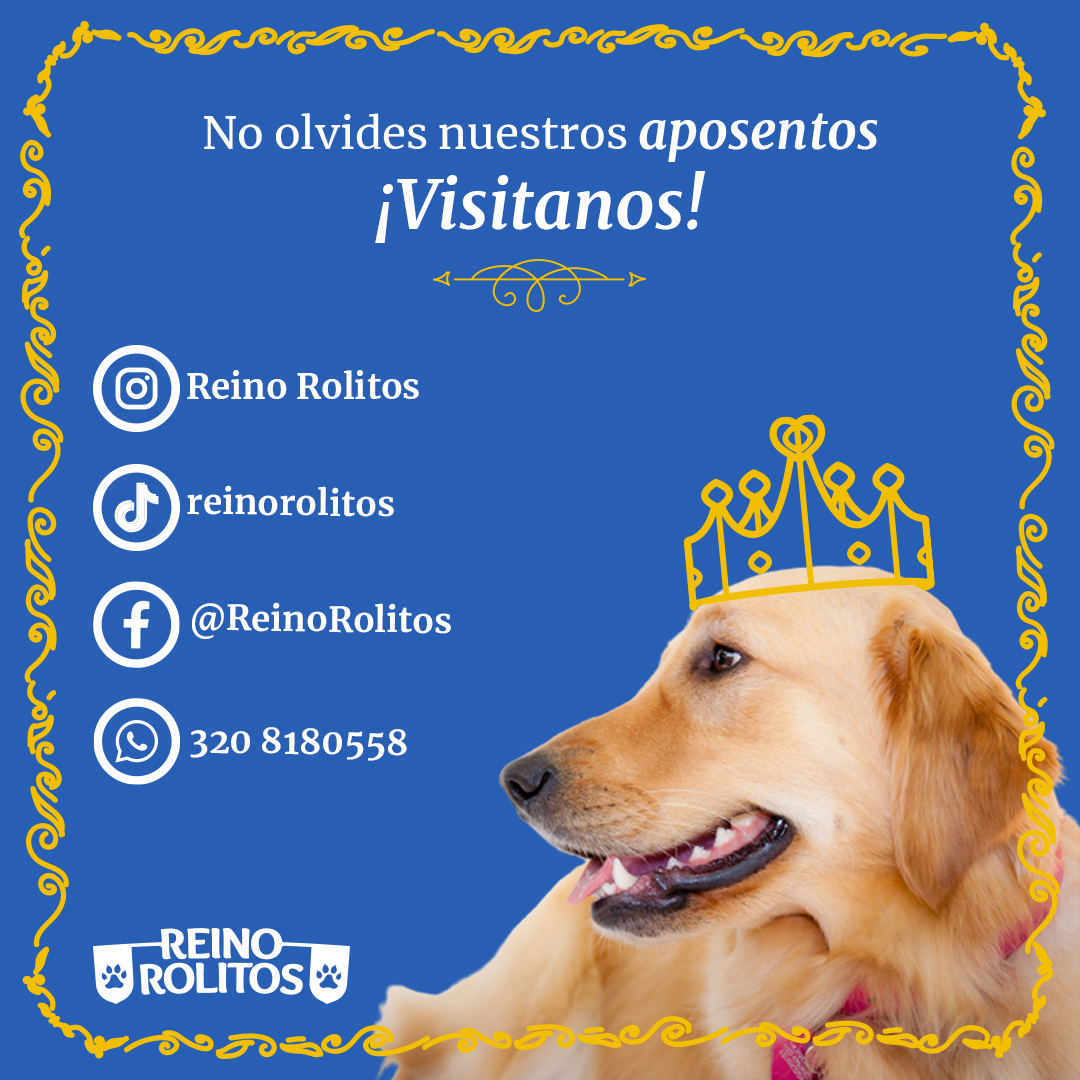 No olvides nuestros aposentos
¡Visitanos!
Reino Rolitos
reinorolitos
@ReinoRolitos
320 8180558
REINO
ROLITOS